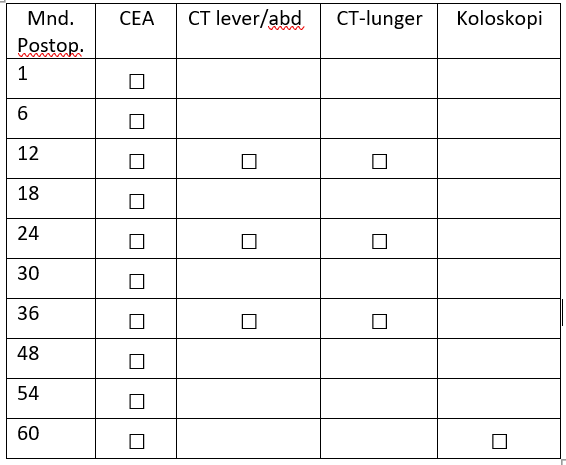 Mnd. Postop. CEA CT lever/abd CT-lunger Koloskopi
1 ☐
6 ☐
12 ☐ ☐ ☐
18 ☐
24 ☐ ☐ ☐
30 ☐
36 ☐ ☐ ☐
48 ☐
54 ☐
60 ☐ ☐